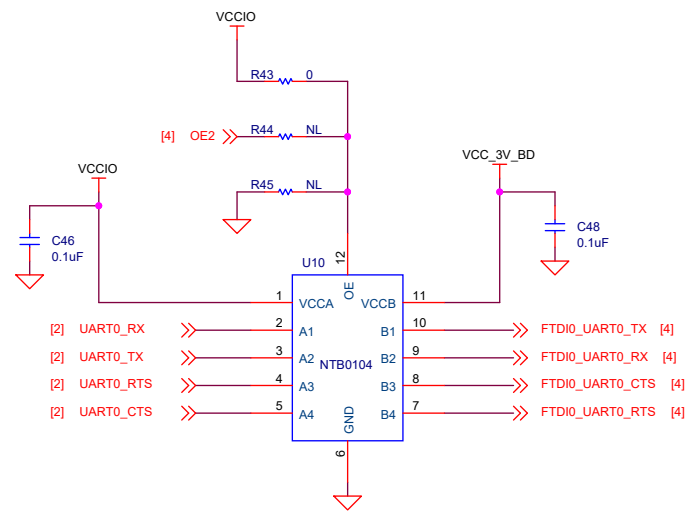 VCCIO
R43 0
[4] OE2 R44 NL
VCCIO
VCC_3V_BD
R45 NL
C46
0.1uF
C48
0.1uF
U10
12
OE
1 VCCA VCCB 11
[2] UART0_RX 2 A1 B1 10 FTDI0_UART0_TX [4]
[2] UART0_TX 3 A2 B2 9 FTDI0_UART0_RX [4]
NTB0104
[2] UART0_RTS 4 A3 B3 8 FTDI0_UART0_CTS [4]
[2] UART0_CTS 5 A4 B4 7 FTDI0_UART0_RTS [4]
GND
6